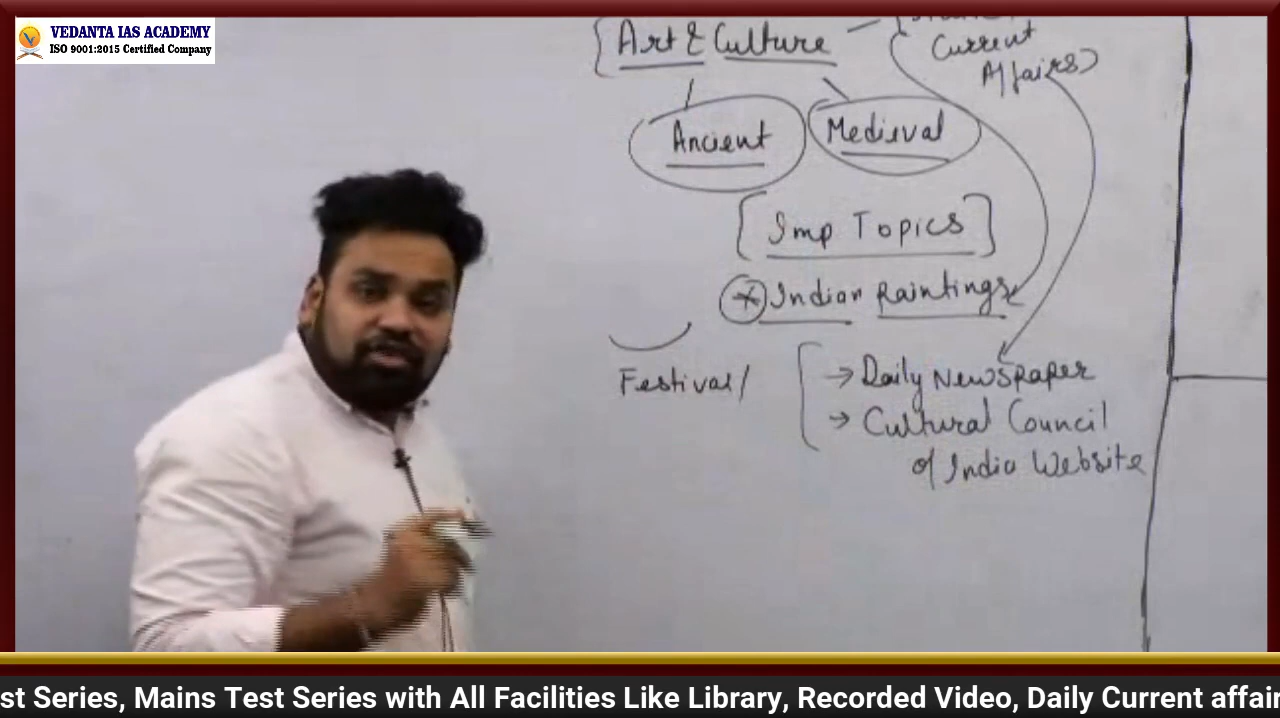 VEDANTA IAS ACADEMY
ISO 9001:2015 Certified Company
Art & Culture
Current
Affairs
Ancient
Medieval
Imp Topics
Indian Paintings
Festival/
→ Daily Newspaper
→ Cultural Council
of India Website
st Series, Mains Test Series with All Facilities Like Library, Recorded Video, Daily Current affair